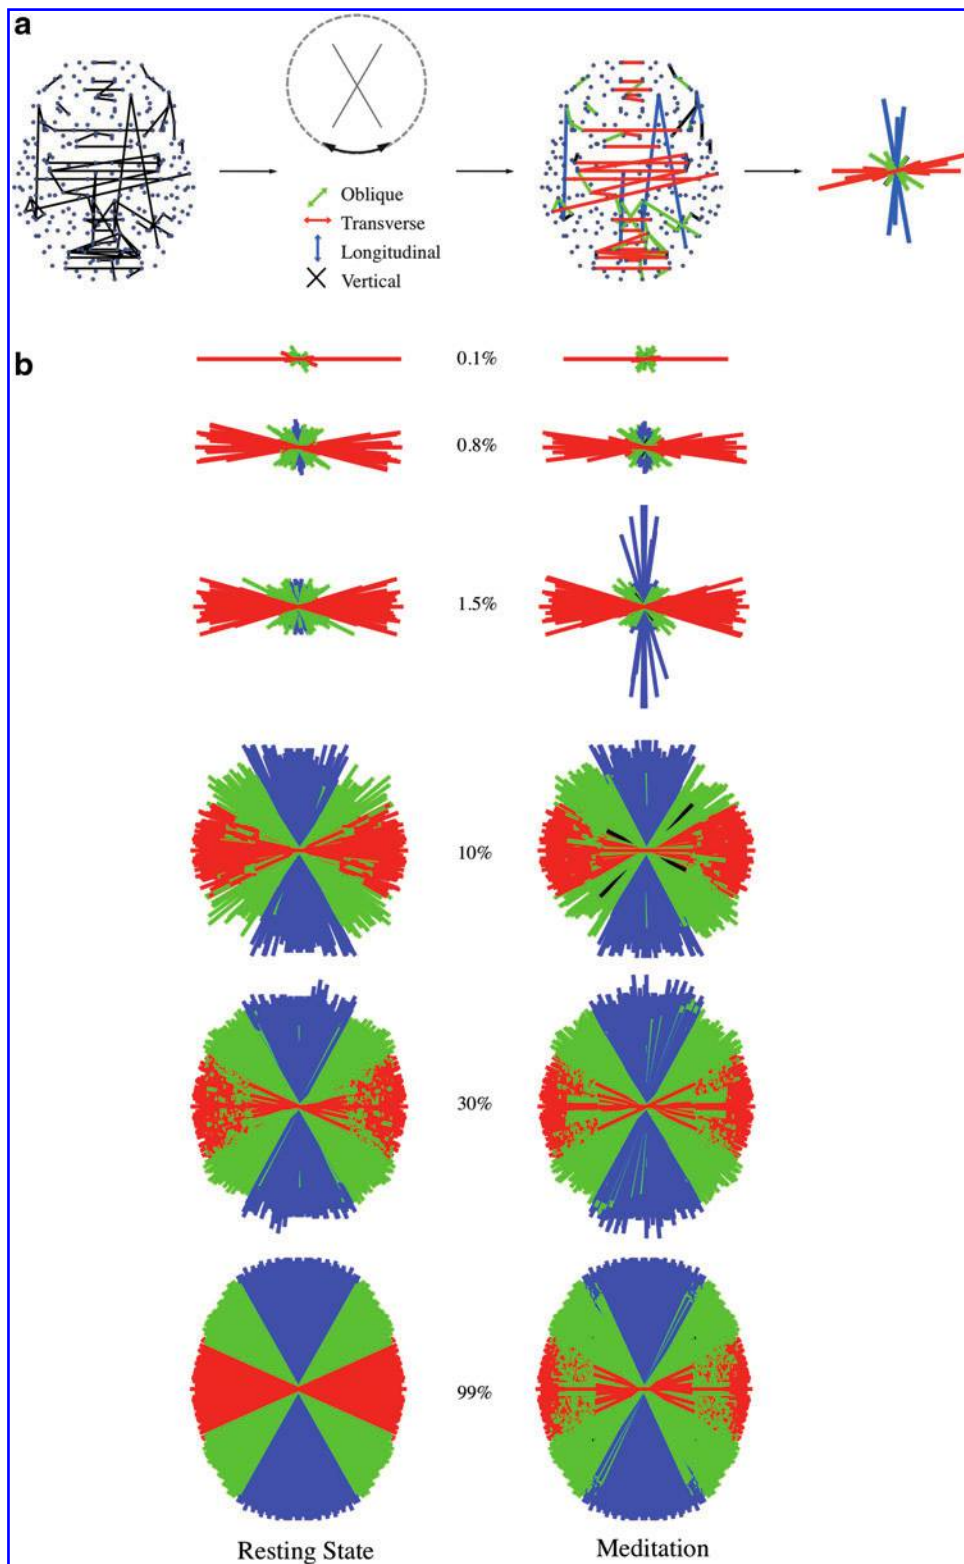 a
Oblique
Transverse
Longitudinal
Vertical
b
0.1%
0.8%
1.5%
10%
30%
99%
Resting State
Meditation